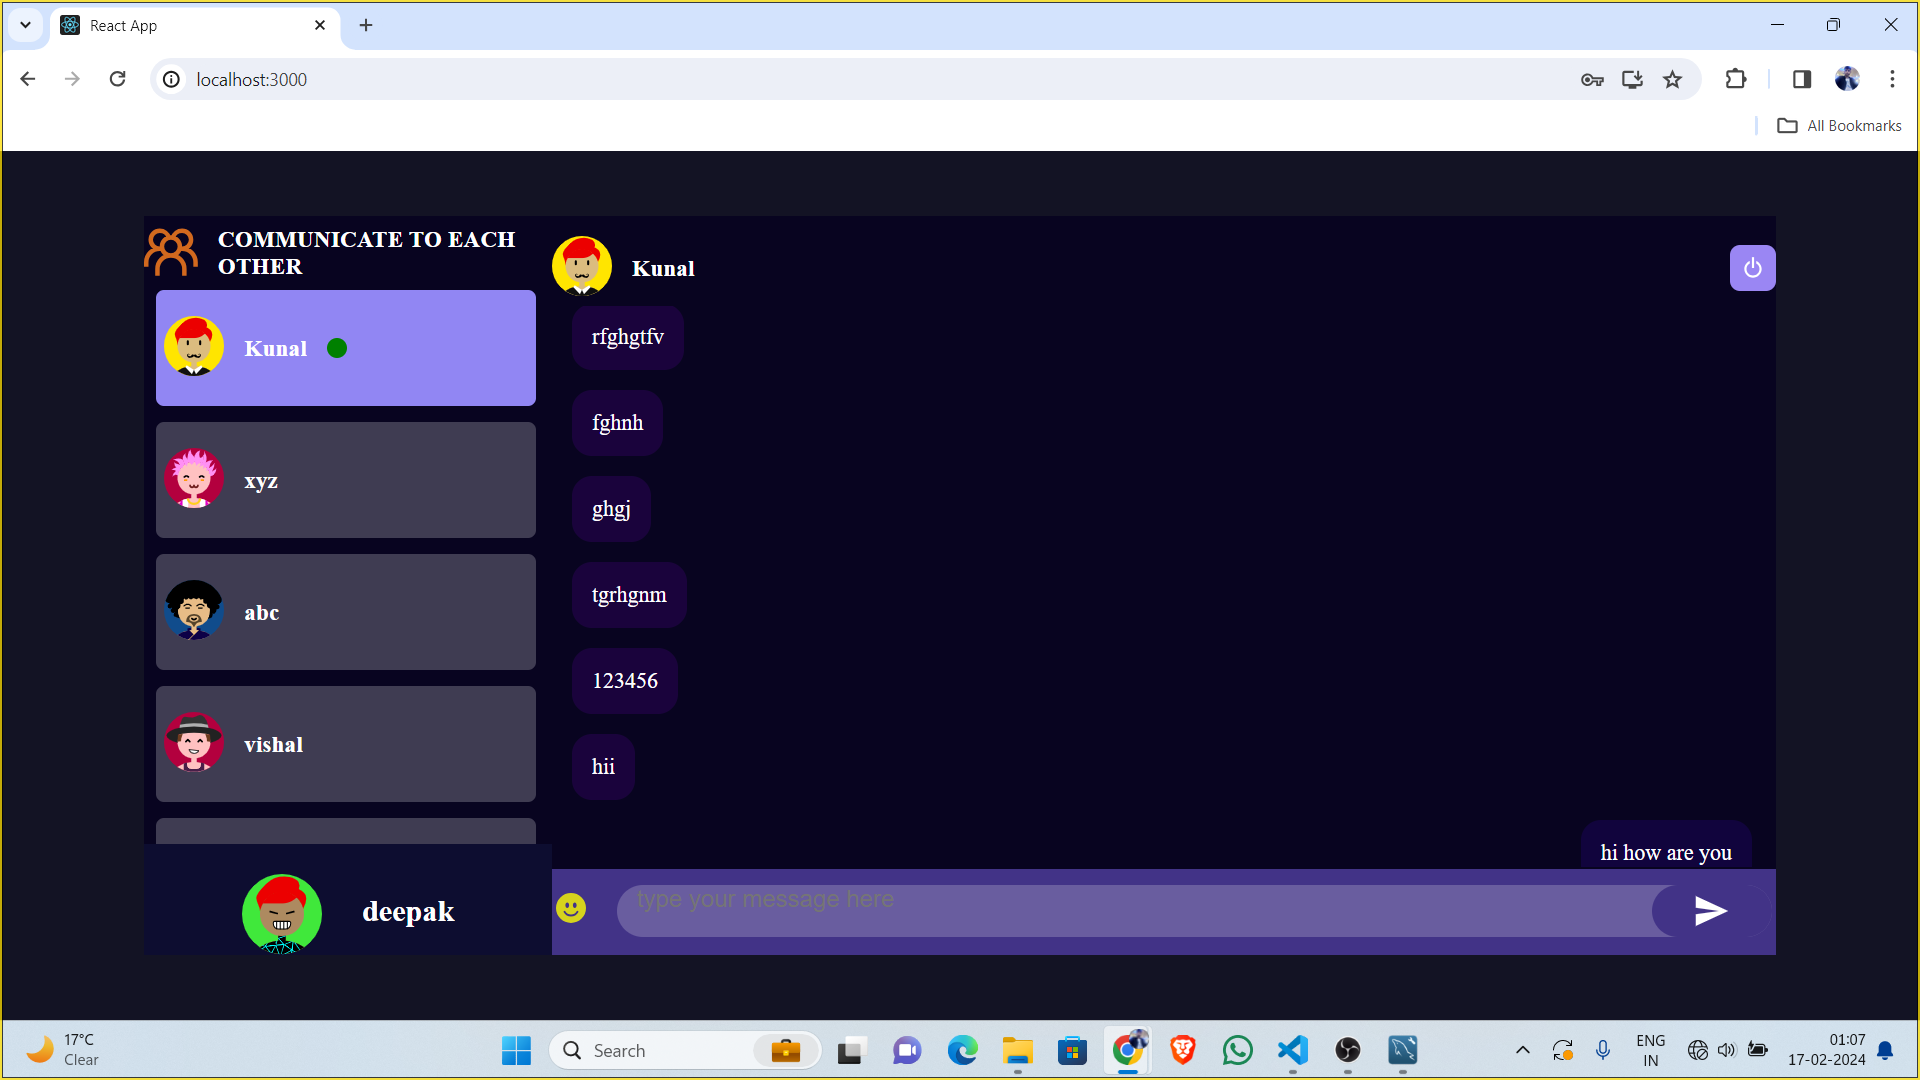 React App
localhost:3000
All Bookmarks
COMMUNICATE TO EACH
OTHER
Kunal
xyz
abc
vishal
deepak
Kunal
rfghgtfv
fghnh
ghgj
tgrhgnm
123456
hii
hi how are you
type your message here
17°C
Clear
Search
ENG
IN
01:07
17-02-2024